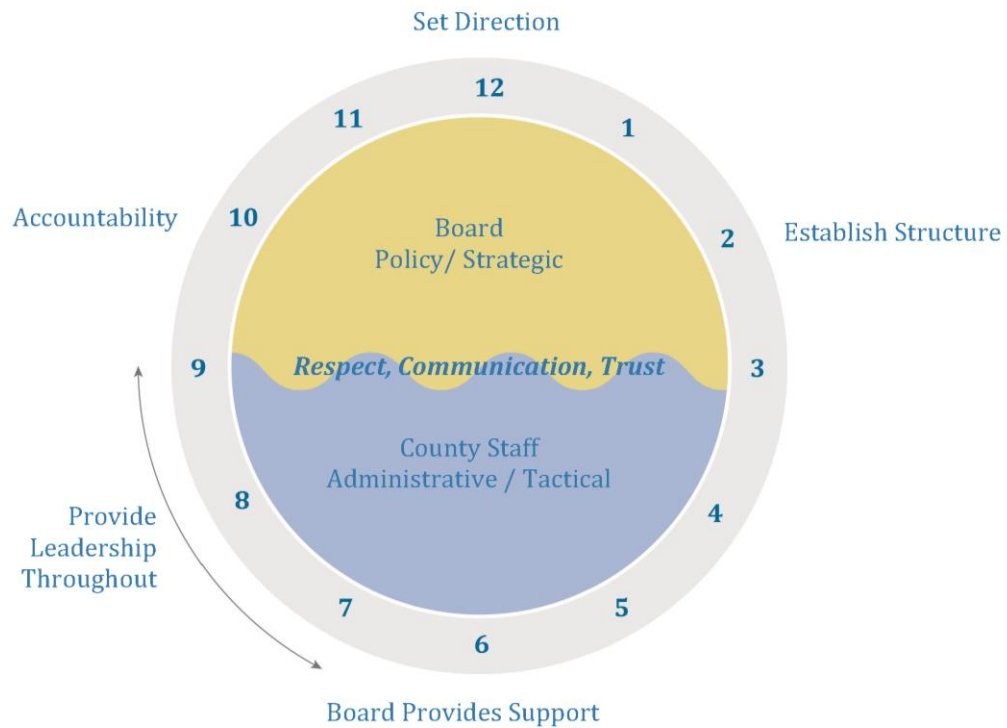 Set Direction
12
11
1
Accountability
10
2
Establish Structure
Board
Policy/ Strategic
9
Respect, Communication, Trust
3
County Staff
Administrative / Tactical
8
4
Provide
Leadership
Throughout
7
5
6
Board Provides Support